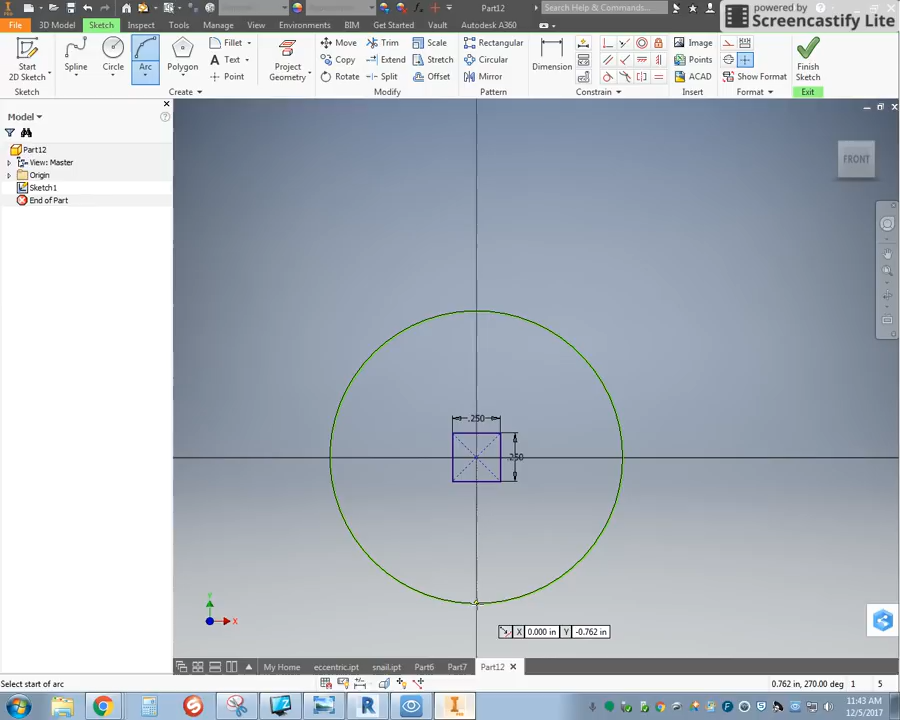 Part12
Search Help & Commands...
powered by
Screencastify Lite
File
3D Model
Sketch
Inspect
Tools
Manage
View
Environments
BIM
Get Started
Vault
Autodesk A360
Start
2D Sketch
Spline
Circle
Arc
Polygon
Fillet
Text
Point
Project
Geometry
Move
Copy
Rotate
Trim
Extend
Split
Scale
Stretch
Offset
Rectangular
Circular
Mirror
Dimension
Image
Points
ACAD
Show Format
Finish
Sketch
Sketch
Create
Modify
Pattern
Constrain
Insert
Format
Exit
Model
Part12
View: Master
Origin
Sketch1
End of Part
FRONT
.250
.250
Y
X
X 0.000 in Y -0.762 in
My Home
eccentric.ipt
snail.ipt
Part6
Part7
Part12
Select start of arc
0.762 in, 270.00 deg 1 5
11:43 AM
12/5/2017